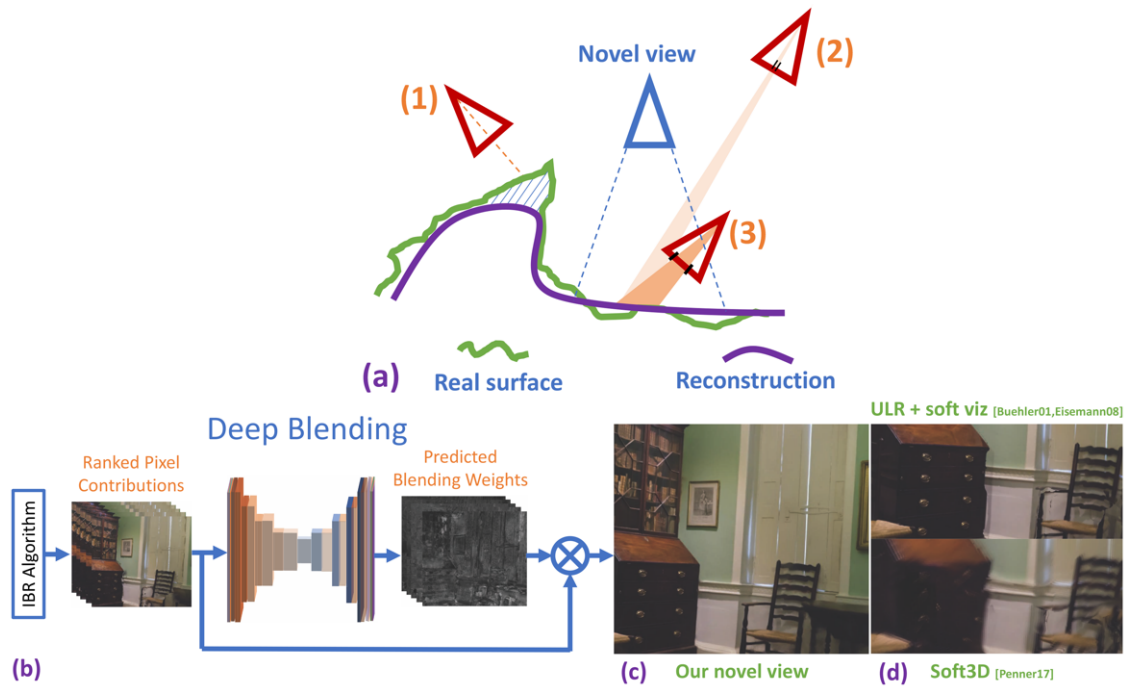 Novel view
(1)
(2)
(3)
(a)
Real surface
Reconstruction
Deep Blending
ULR + soft viz [Buehler01,Eisemann08]
Ranked Pixel
Contributions
Predicted
Blending Weights
IBR Algorithm
(b)
(c)
Our novel view
(d)
Soft3D [Penner17]